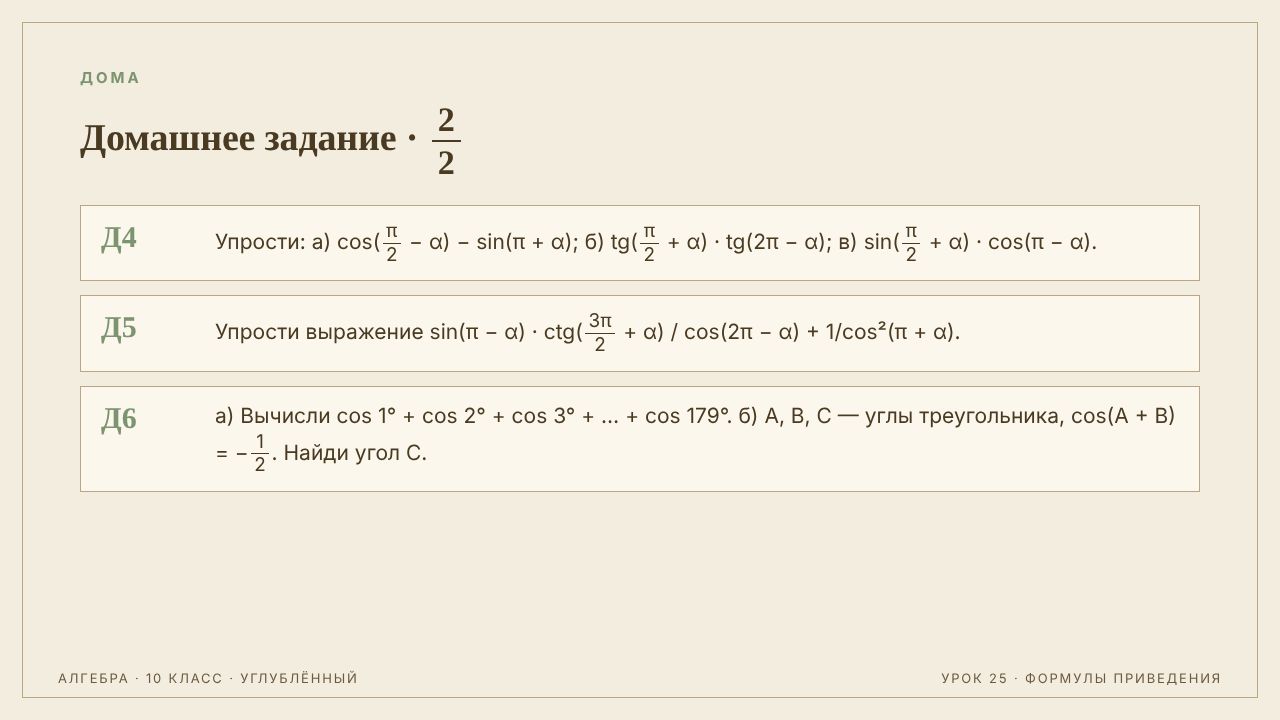 ДОМА
Домашнее задание · 2/2
Д4
Упрости: а) cos(π/2 − α) − sin(π + α); б) tg(π/2 + α) · tg(2π − α); в) sin(π/2 + α) · cos(π − α).
Д5
Упрости выражение sin(π − α) · ctg(3π/2 + α) / cos(2π − α) + 1/cos²(π + α).
Д6
а) Вычисли cos 1° + cos 2° + cos 3° + … + cos 179°. б) A, B, C — углы треугольника, cos(A + B)
= −1/2. Найди угол C.
АЛГЕБРА · 10 КЛАСС · УГЛУБЛЁННЫЙ
УРОК 25 · ФОРМУЛЫ ПРИВЕДЕНИЯ